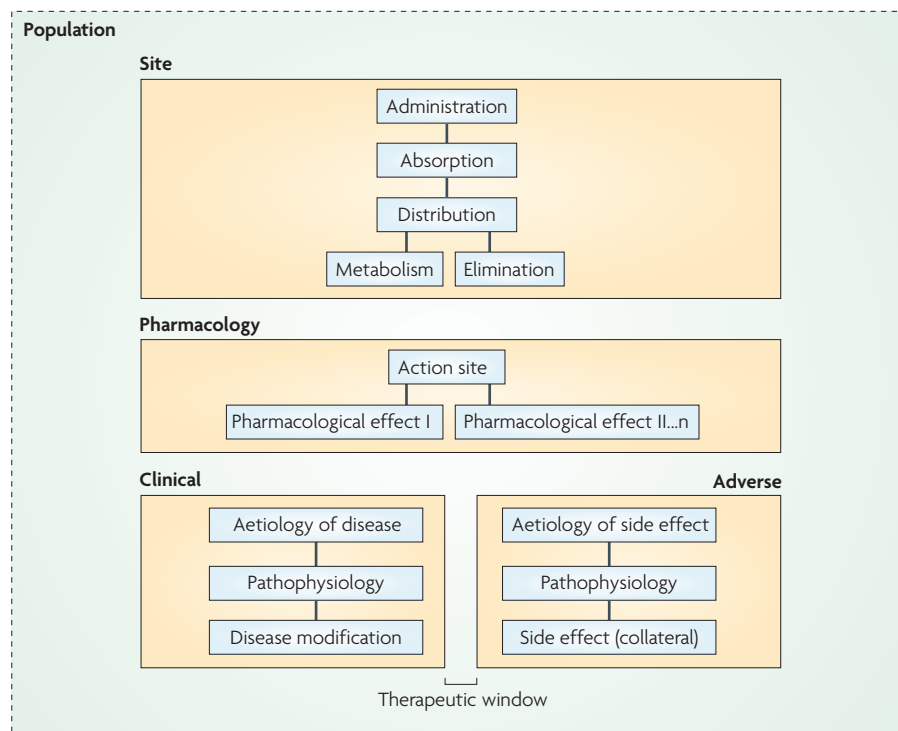 Population
Site
Administration
Absorption
Distribution
Metabolism
Elimination
Pharmacology
Action site
Pharmacological effect I
Pharmacological effect II...n
Clinical
Aetiology of disease
Pathophysiology
Disease modification
Adverse
Aetiology of side effect
Pathophysiology
Side effect (collateral)
Therapeutic window